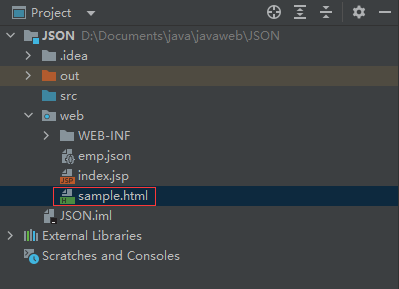 Project
JSON D:\Documents\java\javaweb\JSON
.idea
out
src
web
WEB-INF
emp.json
index.jsp
sample.html
JSON.iml
External Libraries
Scratches and Consoles